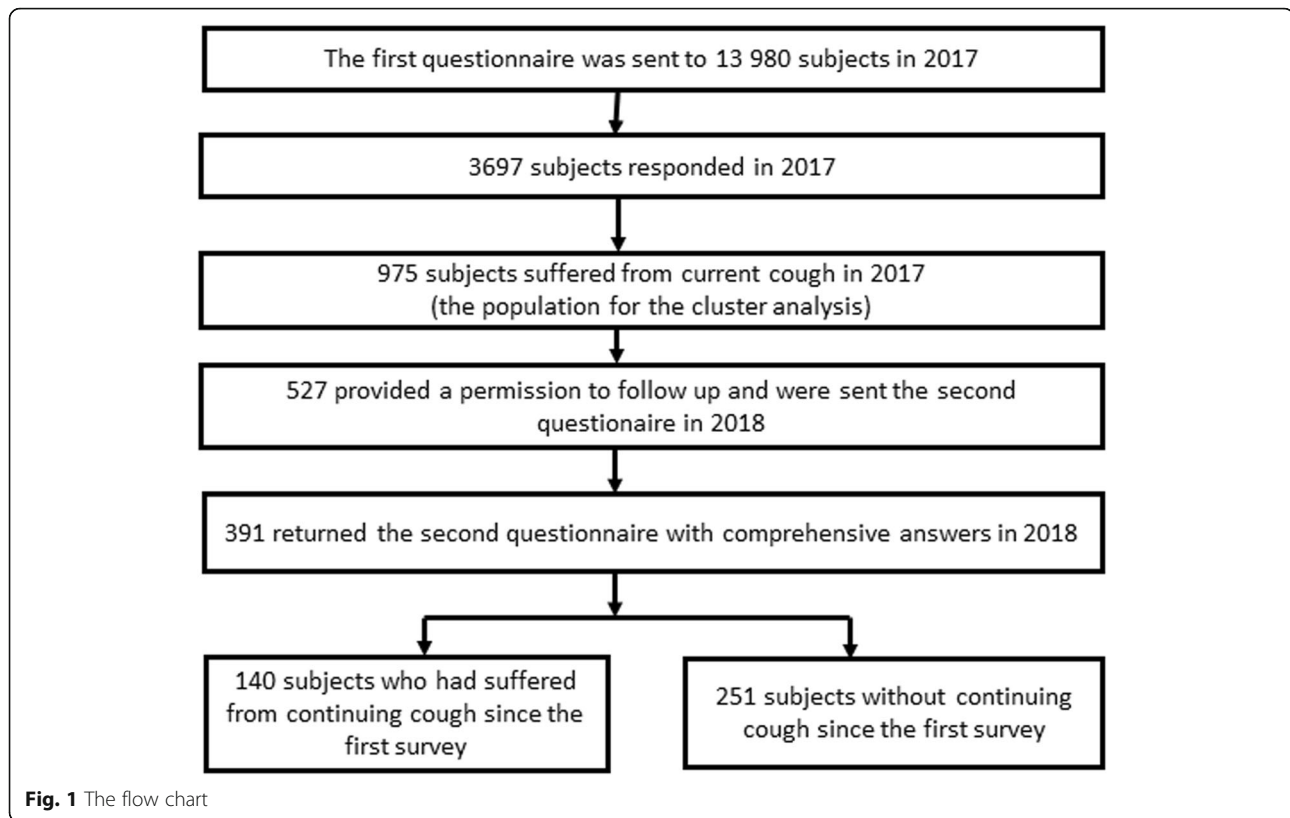 The first questionnaire was sent to 13 980 subjects in 2017
3697 subjects responded in 2017
975 subjects suffered from current cough in 2017
(the population for the cluster analysis)
527 provided a permission to follow up and were sent the second
questionaire in 2018
391 returned the second questionnaire with comprehensive answers in 2018
140 subjects who had suffered
from continuing cough since the
first survey
251 subjects without continuing
cough since the first survey
Fig. 1 The flow chart